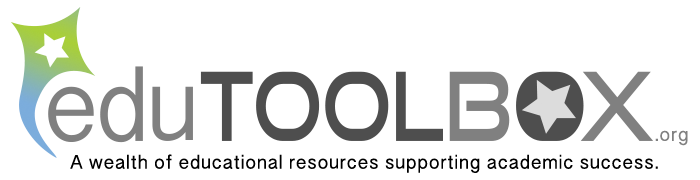 eduTOOLBOX.org
A wealth of educational resources supporting academic success.